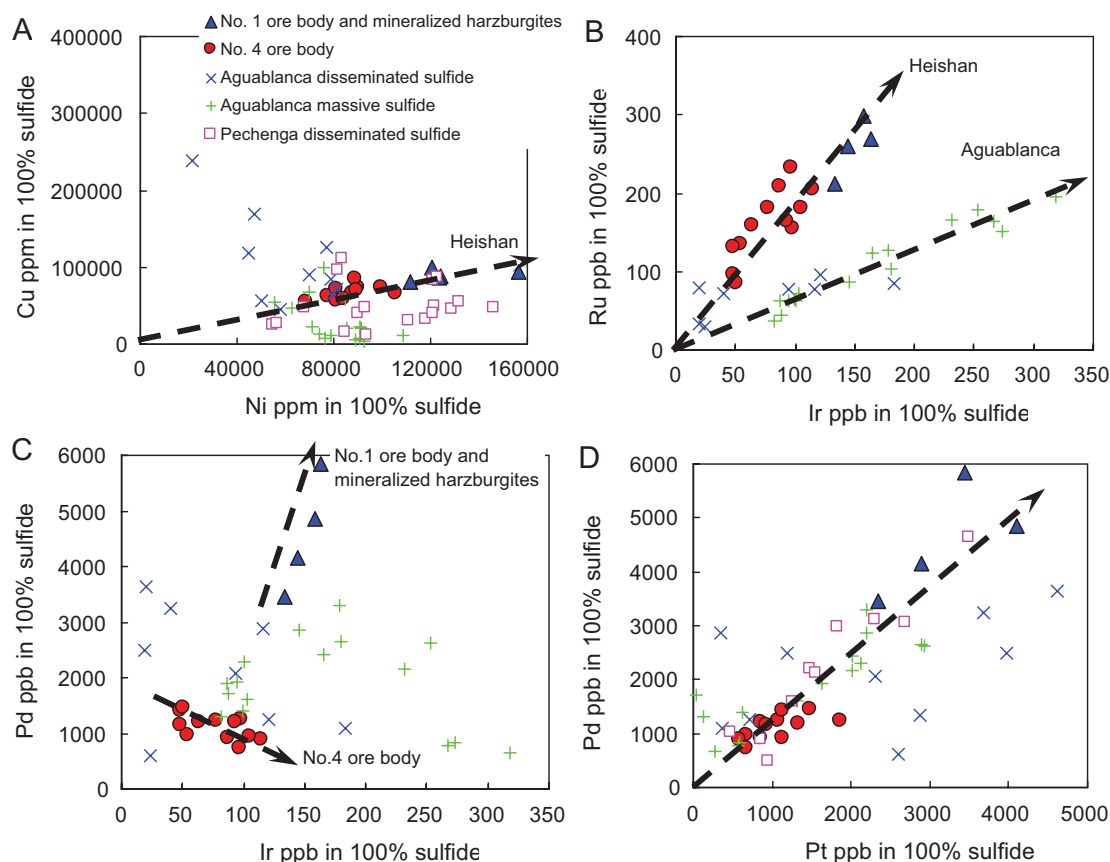 A
No. 1 ore body and mineralized harzburgites
No. 4 ore body
Aguablanca disseminated sulfide
Aguablanca massive sulfide
Pechenga disseminated sulfide
Cu ppm in 100% sulfide
400000
300000
200000
100000
0
Heishan
0
40000
80000
120000
160000
Ni ppm in 100% sulfide
B
Ru ppb in 100% sulfide
400
300
200
100
0
Heishan
Aguablanca
0
50
100
150
200
250
300
350
Ir ppb in 100% sulfide
C
Pd ppb in 100% sulfide
6000
5000
4000
3000
2000
1000
0
No.1 ore body and
mineralized harzburgites
No.4 ore body
0
50
100
150
200
250
300
350
Ir ppb in 100% sulfide
D
Pd ppb in 100% sulfide
6000
5000
4000
3000
2000
1000
0
0
1000
2000
3000
4000
5000
Pt ppb in 100% sulfide